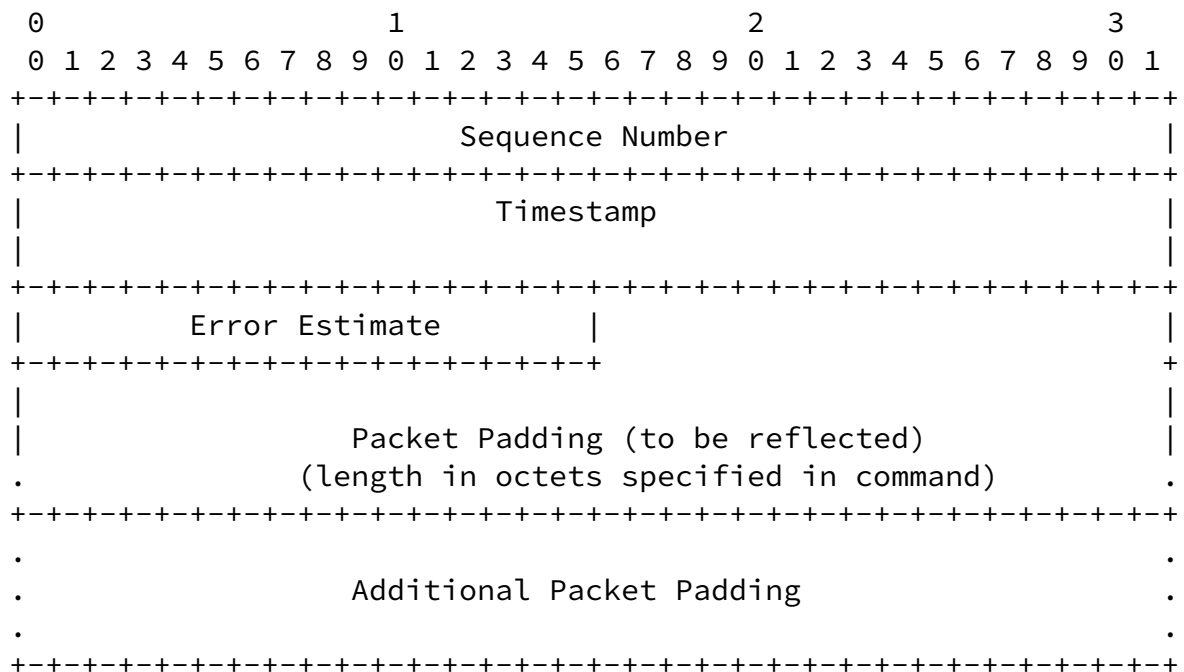 0                   1                   2                   3
 0 1 2 3 4 5 6 7 8 9 0 1 2 3 4 5 6 7 8 9 0 1 2 3 4 5 6 7 8 9 0 1
+-+-+-+-+-+-+-+-+-+-+-+-+-+-+-+-+-+-+-+-+-+-+-+-+-+-+-+-+-+-+-+-+
|                        Sequence Number                        |
+-+-+-+-+-+-+-+-+-+-+-+-+-+-+-+-+-+-+-+-+-+-+-+-+-+-+-+-+-+-+-+-+
|                          Timestamp                            |
|                                                               |
+-+-+-+-+-+-+-+-+-+-+-+-+-+-+-+-+-+-+-+-+-+-+-+-+-+-+-+-+-+-+-+-+
|         Error Estimate        |                               |
+-+-+-+-+-+-+-+-+-+-+-+-+-+-+-+-+                               +
|                                                               |
|                  Packet Padding (to be reflected)             |
.               (length in octets specified in command)         .
+-+-+-+-+-+-+-+-+-+-+-+-+-+-+-+-+-+-+-+-+-+-+-+-+-+-+-+-+-+-+-+-+
.                                                               .
.                  Additional Packet Padding                    .
.                                                               .
+-+-+-+-+-+-+-+-+-+-+-+-+-+-+-+-+-+-+-+-+-+-+-+-+-+-+-+-+-+-+-+-+